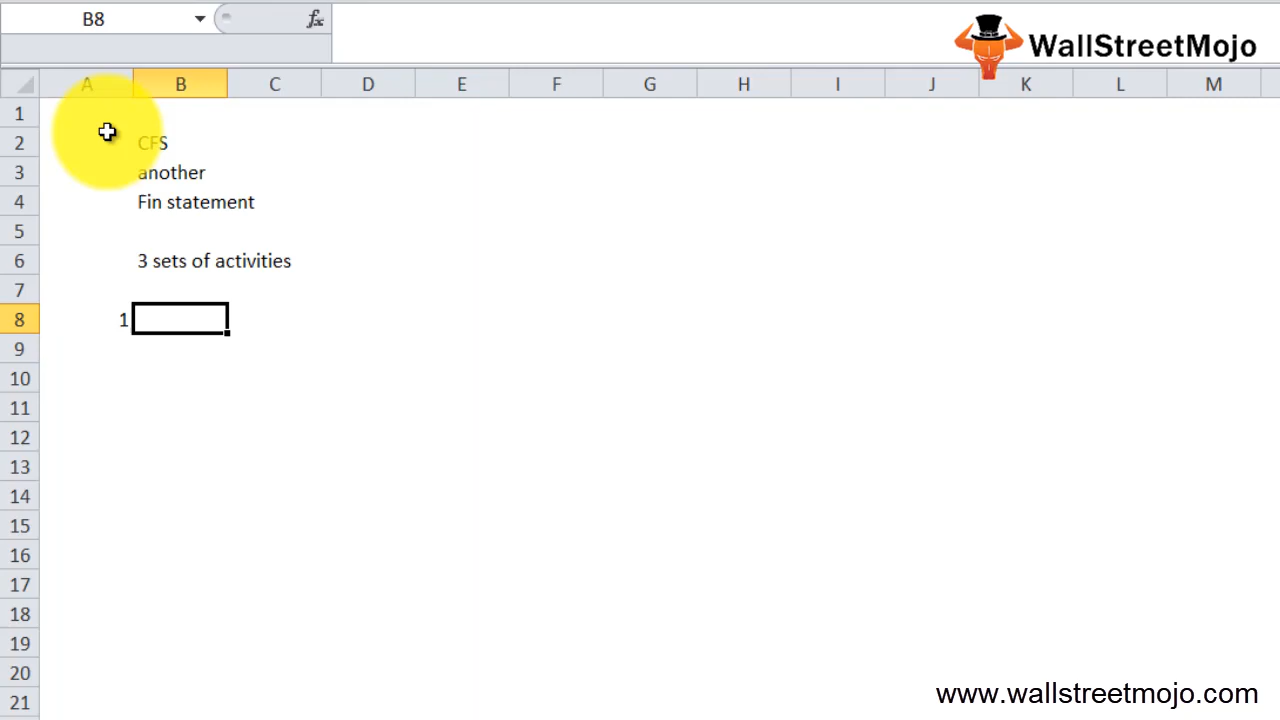 B8
fx
WallStreetMojo
A B C D E F G H I J K L M
1
2 CFS
3 another
4 Fin statement
5
6 3 sets of activities
7
8 1
9
10
11
12
13
14
15
16
17
18
19
20
21
www.wallstreetmojo.com